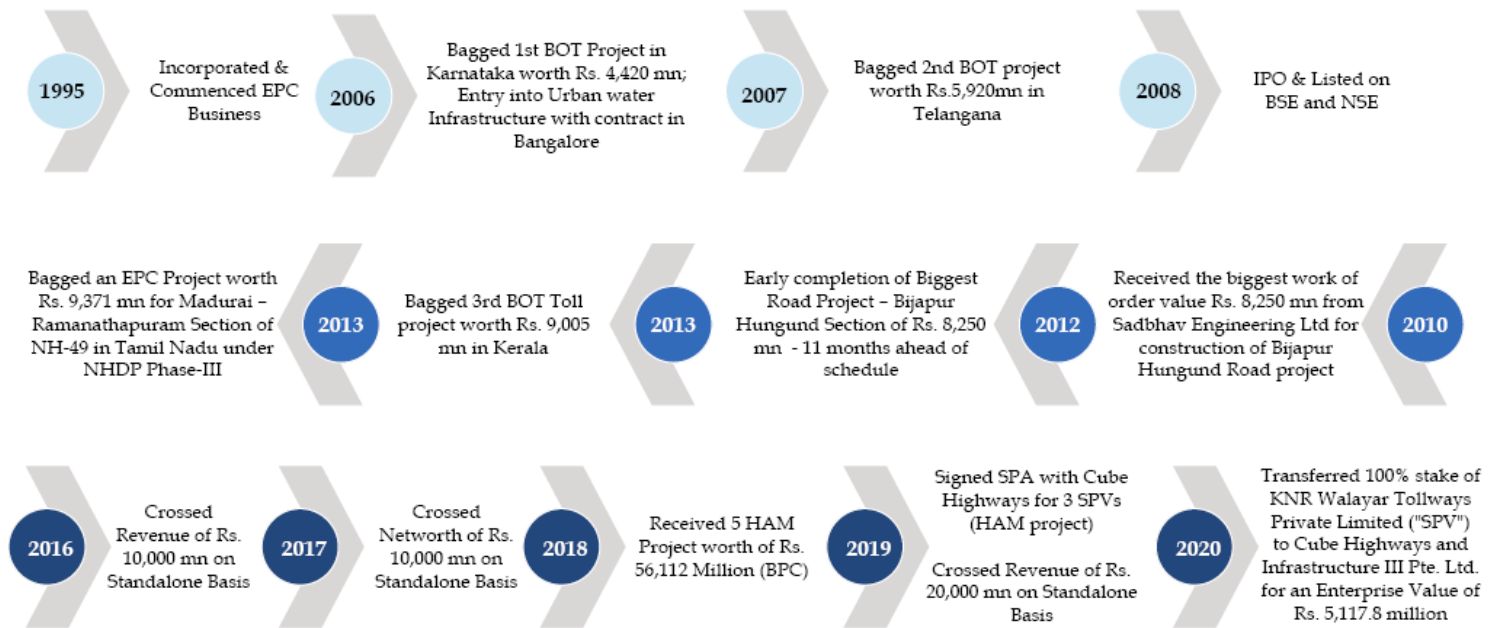 1995
Incorporated &
Commenced EPC
Business
2006
Bagged 1st BOT Project in
Karnataka worth Rs. 4,420 mn;
Entry into Urban water
Infrastructure with contract in
Bangalore
2007
Bagged 2nd BOT project
worth Rs.5,920mn in
Telangana
2008
IPO & Listed on
BSE and NSE
2010
Received the biggest work of
order value Rs. 8,250 mn from
Sadbhav Engineering Ltd for
construction of Bijapur
Hungund Road project
2012
Early completion of Biggest
Road Project – Bijapur
Hungund Section of Rs. 8,250
mn - 11 months ahead of
schedule
2013
Bagged 3rd BOT Toll
project worth Rs. 9,005
mn in Kerala
2013
Bagged an EPC Project worth
Rs. 9,371 mn for Madurai –
Ramanathapuram Section of
NH-49 in Tamil Nadu under
NHDP Phase-III
2016
Crossed
Revenue of Rs.
10,000 mn on
Standalone Basis
2017
Crossed
Networth of Rs.
10,000 mn on
Standalone Basis
2018
Received 5 HAM
Project worth of Rs.
56,112 Million (BPC)
2019
Signed SPA with Cube
Highways for 3 SPVs
(HAM project)
Crossed Revenue of Rs.
20,000 mn on Standalone
Basis
2020
Transferred 100% stake of
KNR Walayar Tollways
Private Limited ("SPV")
to Cube Highways and
Infrastructure III Pte. Ltd.
for an Enterprise Value of
Rs. 5,117.8 million